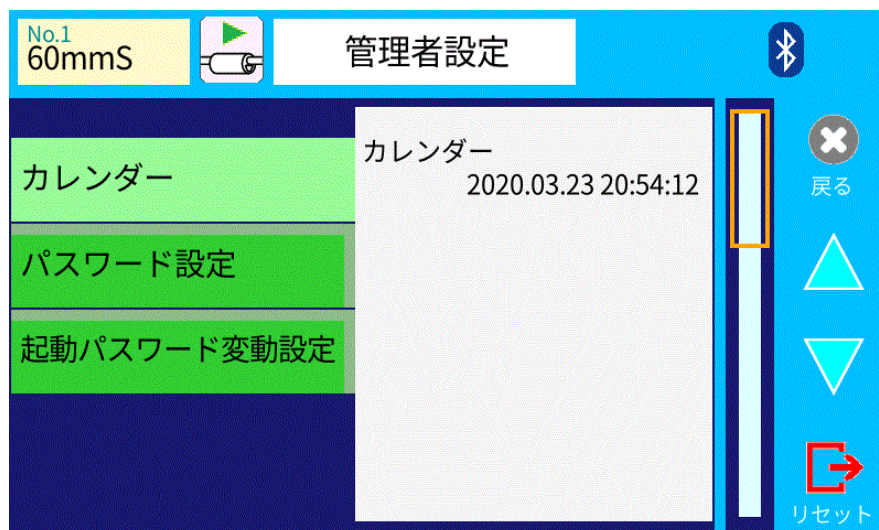 No.1
60mmS
管理者設定
カレンダー
パスワード設定
起動パスワード変動設定
カレンダー
2020.03.23 20:54:12
戻る
リセット